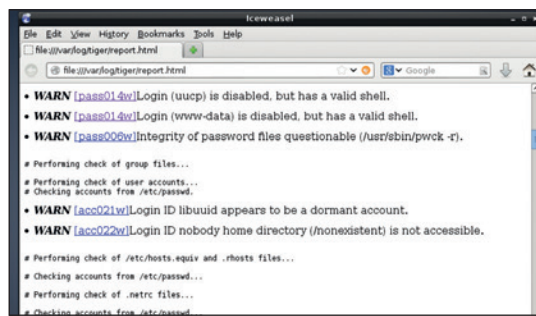 Iceweasel
File Edit View History Bookmarks Tools Help
file:///var/log/tiger/report.html
file:///var/log/tiger/report.html Google
• WARN [pass014w]Login (uucp) is disabled, but has a valid shell.
• WARN [pass014w]Login (www-data) is disabled, but has a valid shell.
• WARN [pass006w]Integrity of password files questionable (/usr/sbin/pwck -r).
# Performing check of group files...
# Performing check of user accounts...
# Checking accounts from /etc/passwd.
• WARN [acc021w]Login ID libuuid appears to be a dormant account.
• WARN [acc022w]Login ID nobody home directory (/nonexistent) is not accessible.
# Performing check of /etc/hosts.equiv and .rhosts files...
# Checking accounts from /etc/passwd...
# Performing check of .netrc files...
# Checking accounts from /etc/passwd...